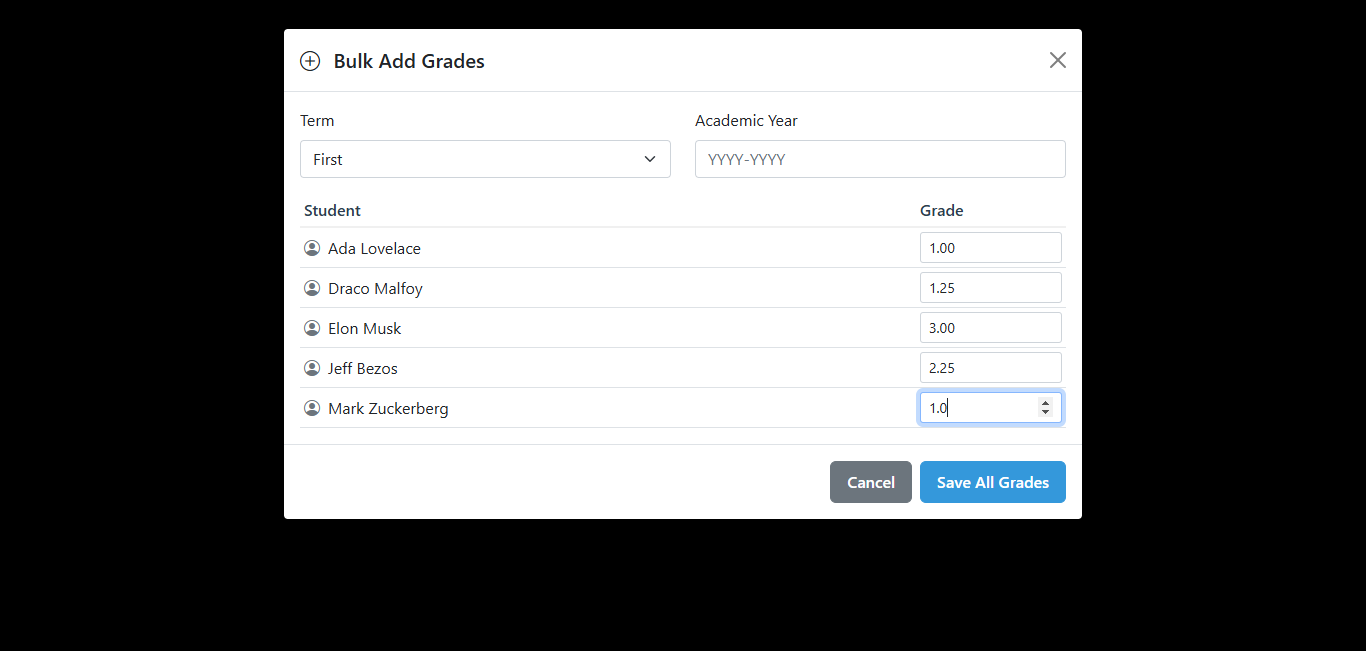 Bulk Add Grades
Term
Academic Year
First
YYYY-YYYY
Student
Grade
Ada Lovelace
1.00
Draco Malfoy
1.25
Elon Musk
3.00
Jeff Bezos
2.25
Mark Zuckerberg
1.0
Cancel
Save All Grades